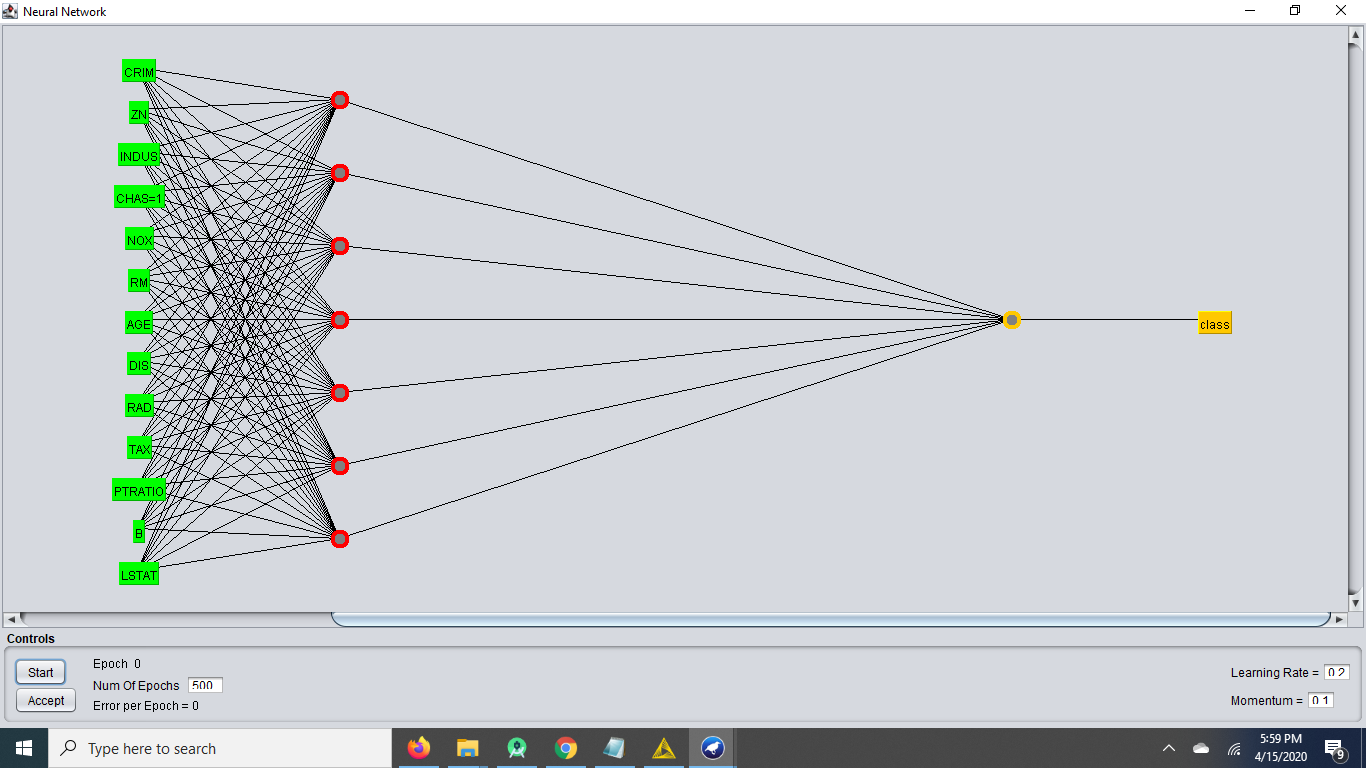 Neural Network
CRIM
ZN
INDUS
CHAS=1
NOX
RM
AGE
DIS
RAD
TAX
PTRATIO
B
LSTAT
class
Controls
Start
Accept
Epoch 0
Num Of Epochs 500
Error per Epoch = 0
Learning Rate = 0.2
Momentum = 0.1
Type here to search
5:59 PM
4/15/2020
9